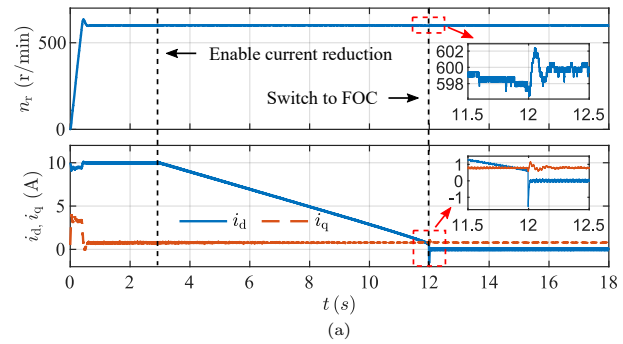 500
0
n_r (r/min)
Enable current reduction
Switch to FOC
602
600
598
11.5 12 12.5
10
5
0
i_d, i_q (A)
i_d i_q
1
0
-1
11.5 12 12.5
0 2 4 6 8 10 12 14 16 18
t (s)
(a)